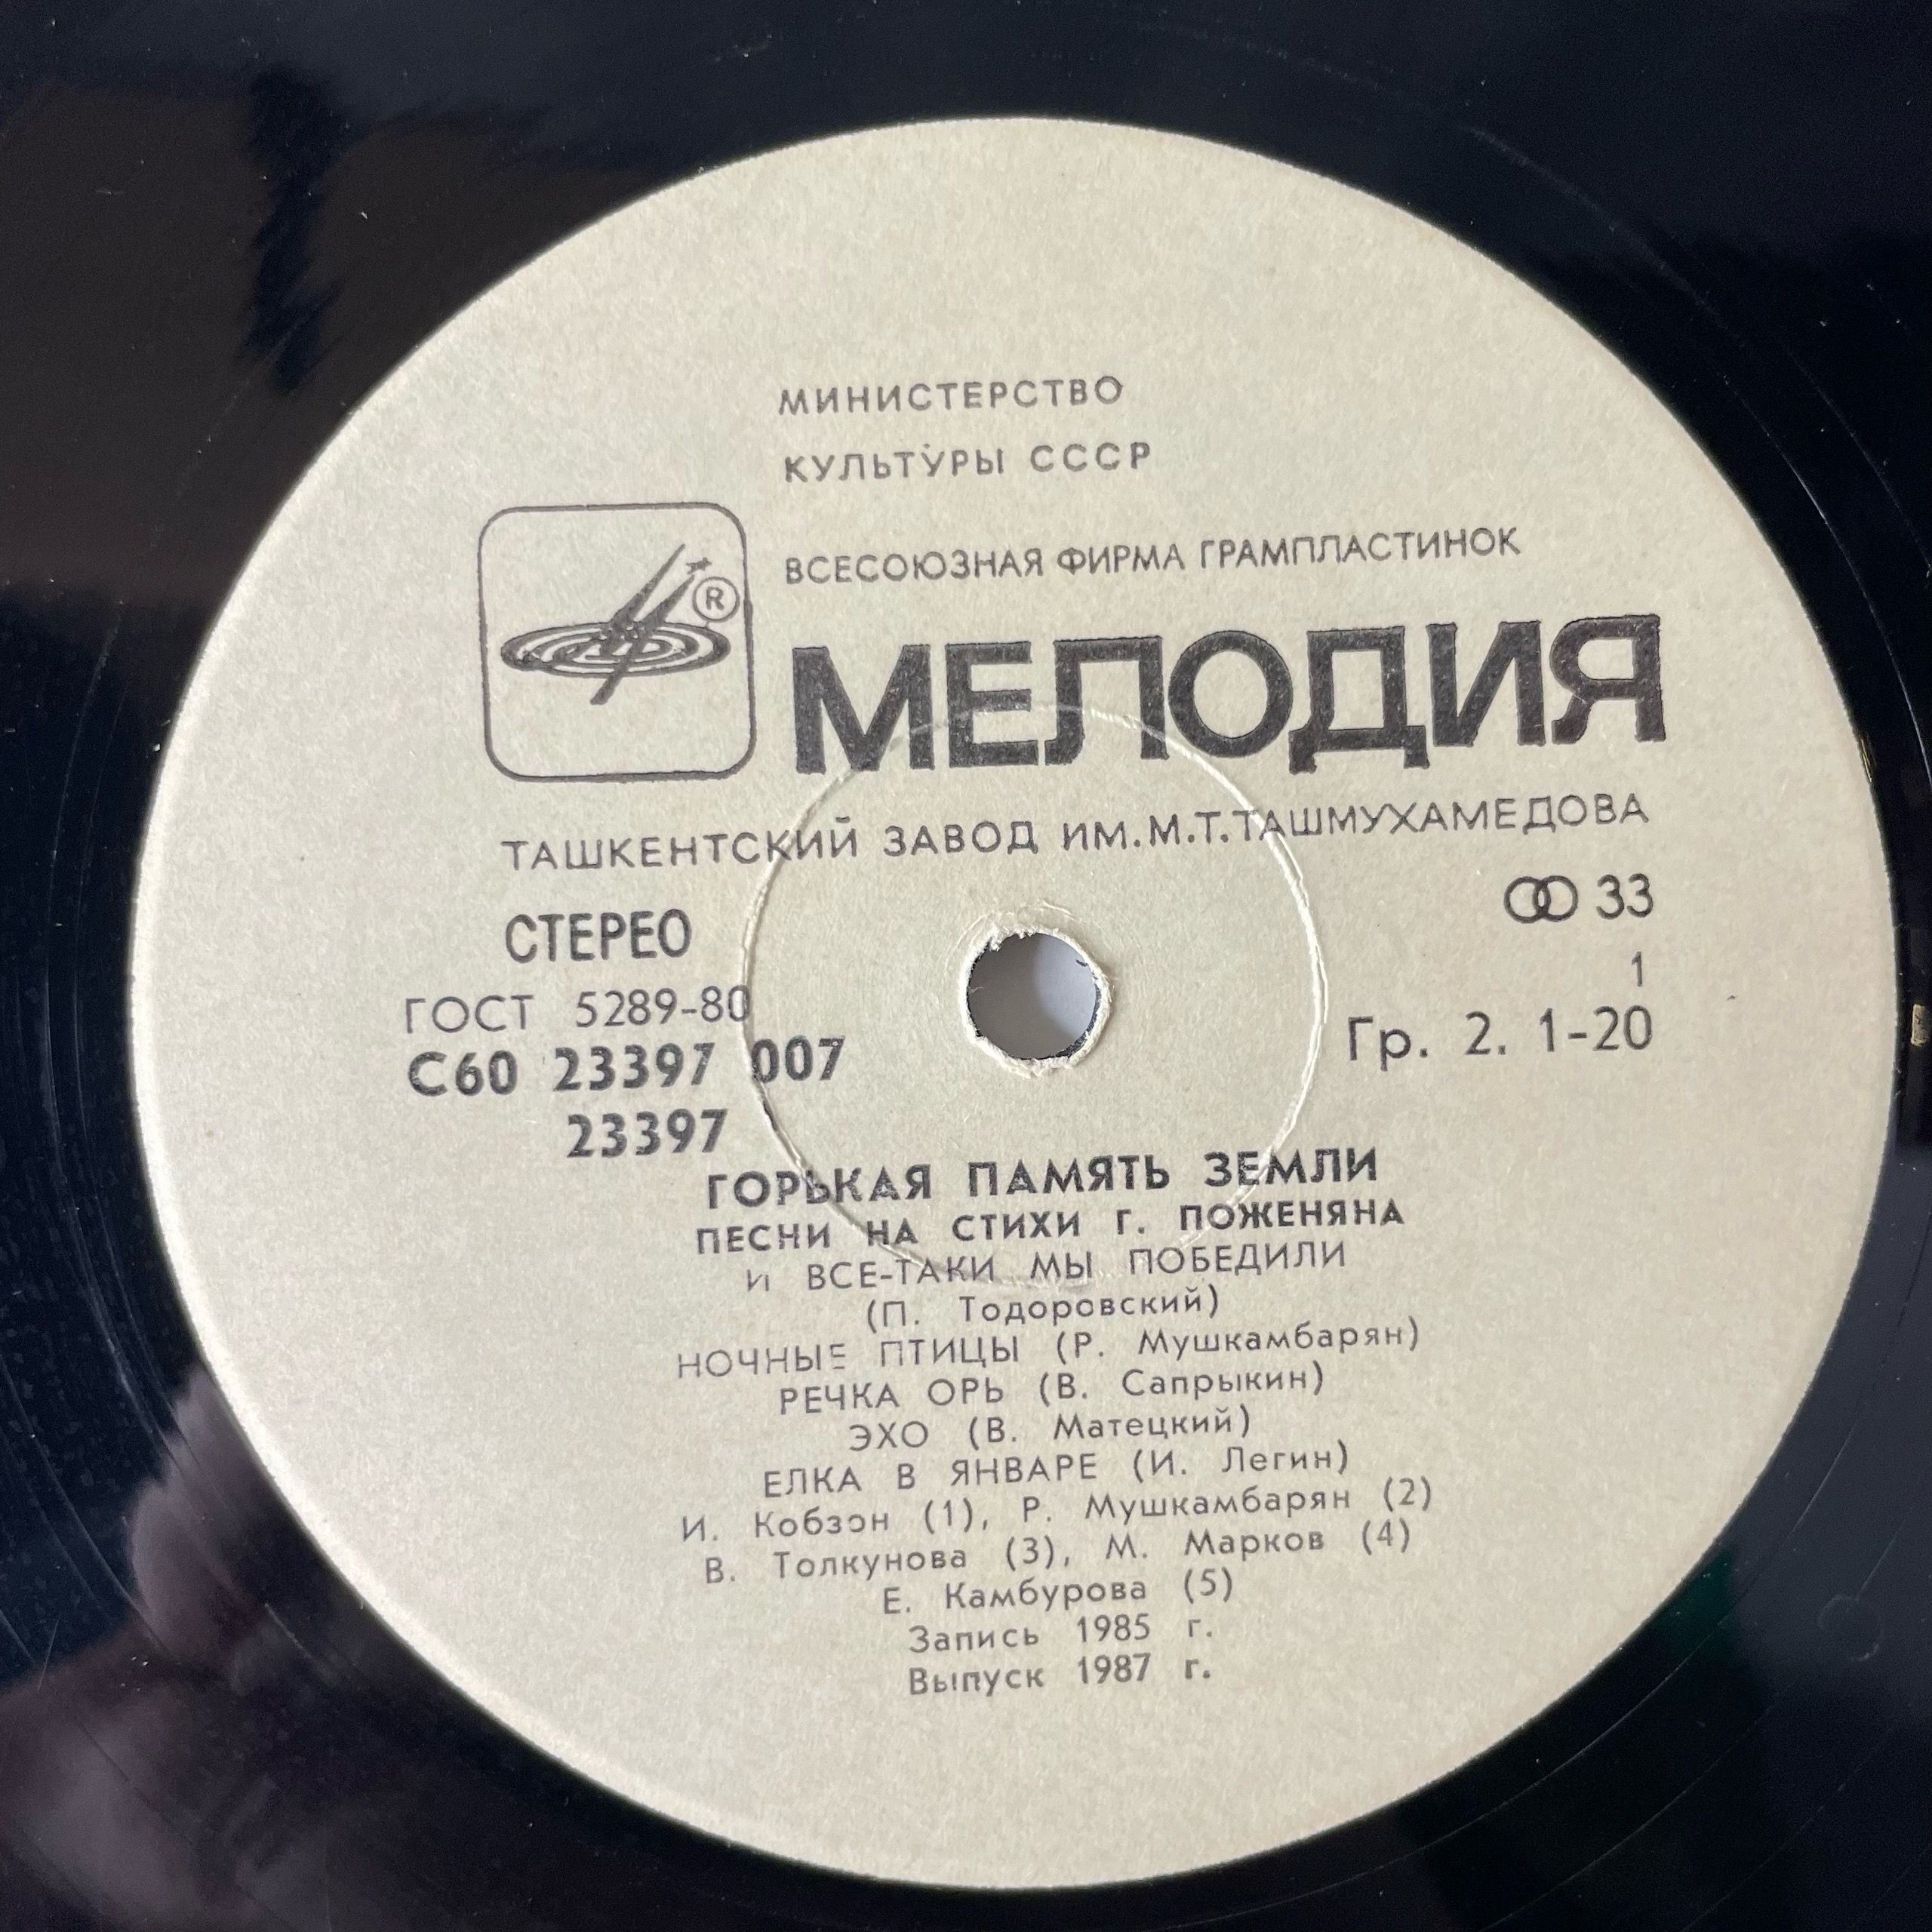 МИНИСТЕРСТВО
КУЛЬТУРЫ СССР
ВСЕСОЮЗНАЯ ФИРМА ГРАМПЛАСТИНОК
®
МЕЛОДИЯ
ТАШКЕНТСКИЙ ЗАВОД ИМ.М.Т.ТАШМУХАМЕДОВА
СТЕРЕО
33
1
ГОСТ 5289-80
Гр. 2. 1-20
С60 23397 007
23397
ГОРЬКАЯ ПАМЯТЬ ЗЕМЛИ
ПЕСНИ НА СТИХИ Г. ПОЖЕНЯНА
И ВСЕ-ТАКИ МЫ ПОБЕДИЛИ
(П. Тодоровский)
НОЧНЫЕ ПТИЦЫ (Р. Мушкамбарян)
РЕЧКА ОРЬ (В. Сапрыкин)
ЭХО (В. Матецкий)
ЕЛКА В ЯНВАРЕ (И. Легин)
И. Кобзон (1), Р. Мушкамбарян (2)
В. Толкунова (3), М. Марков (4)
Е. Камбурова (5)
Запись 1985 г.
Выпуск 1987 г.